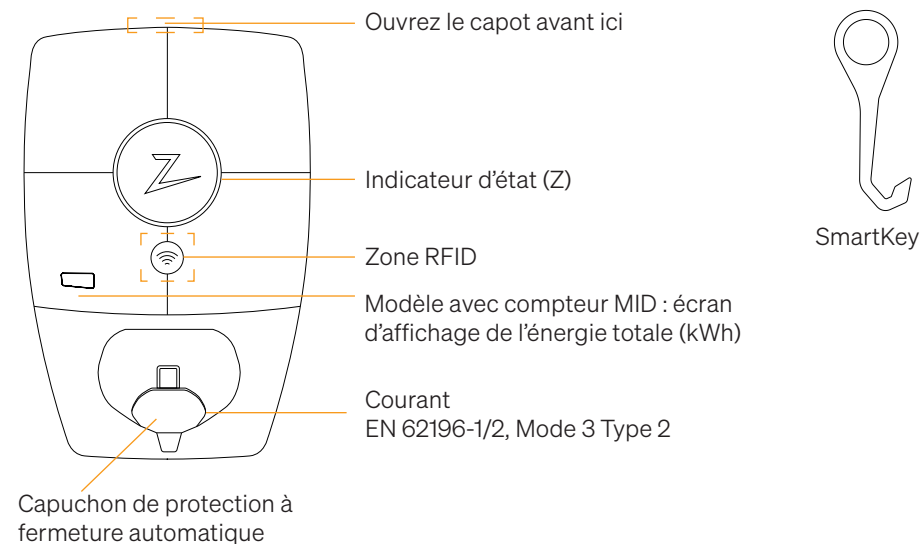 Ouvrez le capot avant ici
Indicateur d'état (Z)
SmartKey
Zone RFID
Modèle avec compteur MID : écran
d'affichage de l'énergie totale (kWh)
Courant
EN 62196-1/2, Mode 3 Type 2
Capuchon de protection à
fermeture automatique